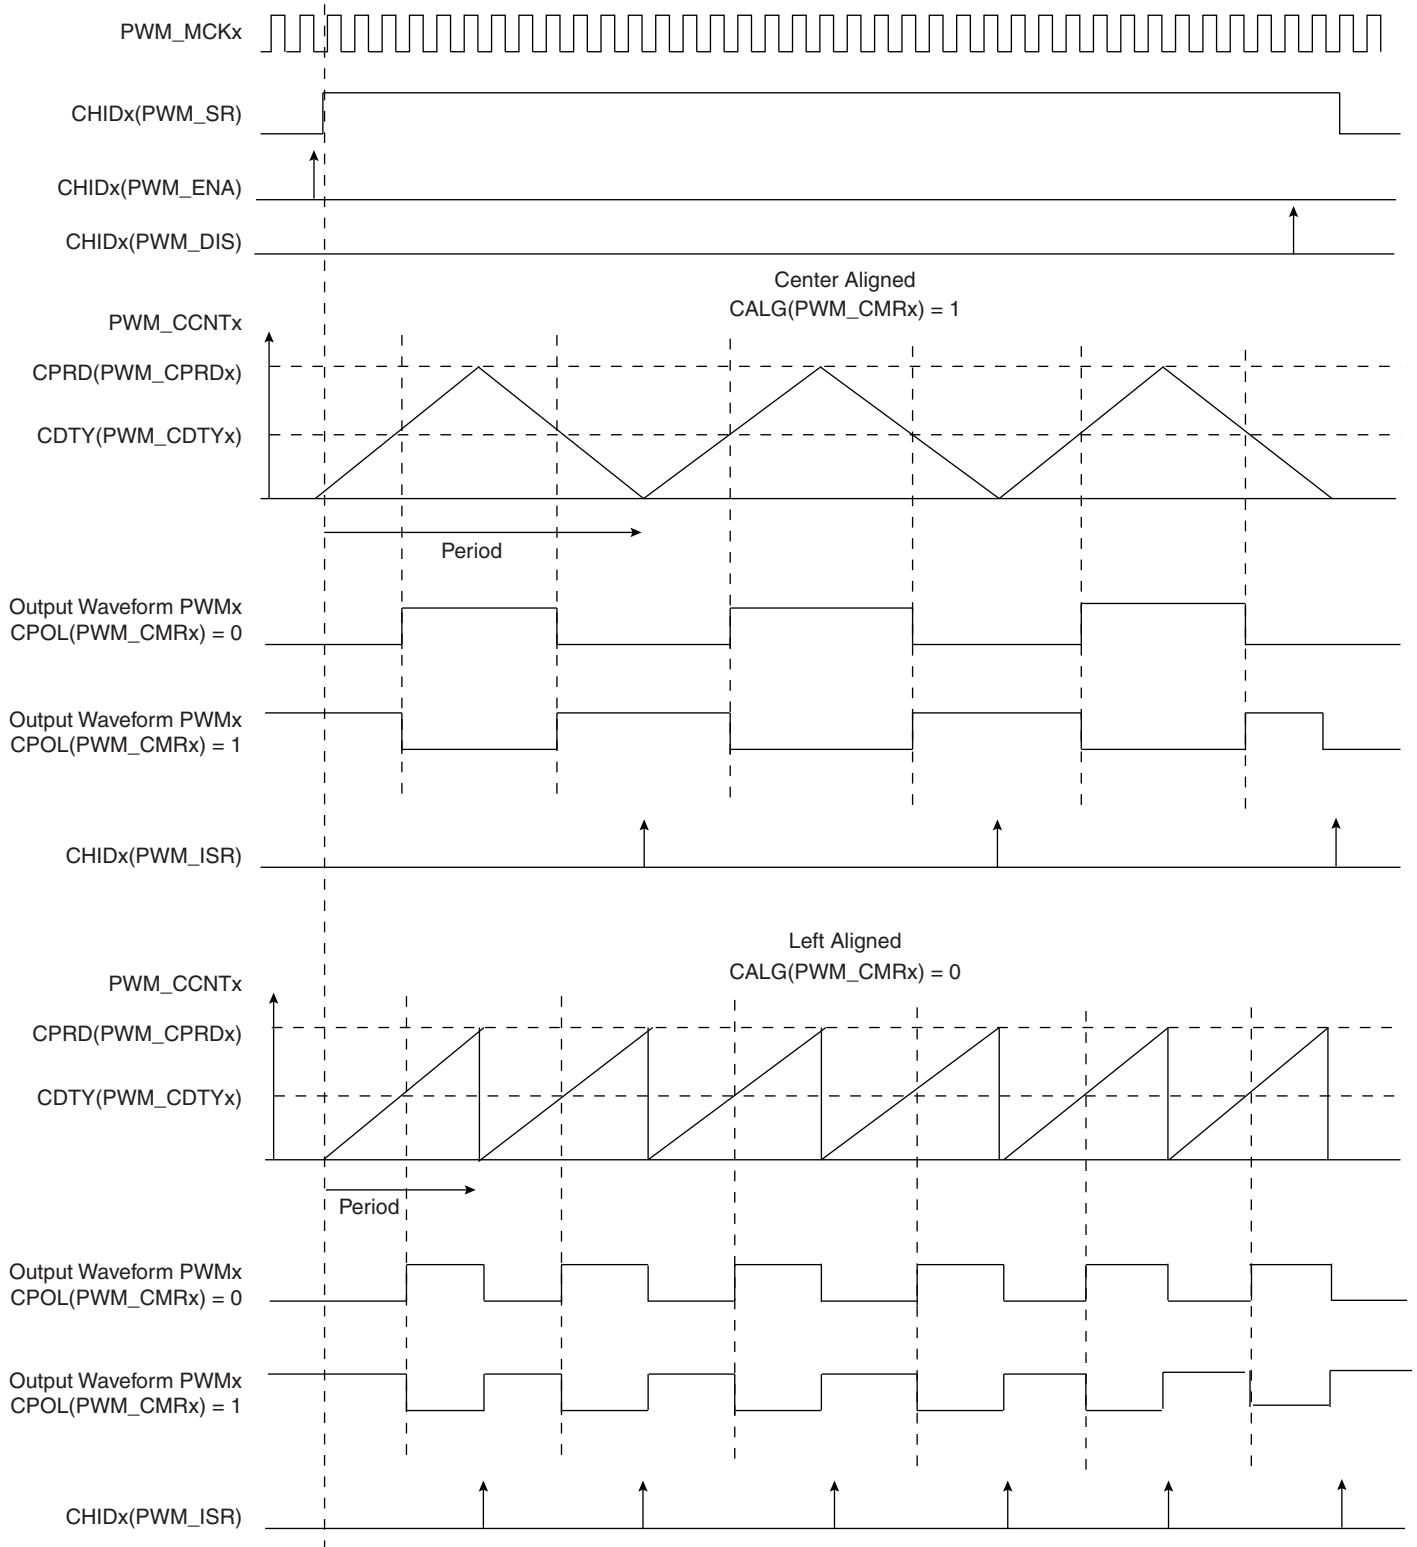 PWM_MCKx
CHIDx(PWM_SR)
CHIDx(PWM_ENA)
CHIDx(PWM_DIS)
Center Aligned
CALG(PWM_CMRx) = 1
PWM_CCNTx
CPRD(PWM_CPRDx)
CDTY(PWM_CDTYx)
Period
Output Waveform PWMx
CPOL(PWM_CMRx) = 0
Output Waveform PWMx
CPOL(PWM_CMRx) = 1
CHIDx(PWM_ISR)
Left Aligned
CALG(PWM_CMRx) = 0
PWM_CCNTx
CPRD(PWM_CPRDx)
CDTY(PWM_CDTYx)
Period
Output Waveform PWMx
CPOL(PWM_CMRx) = 0
Output Waveform PWMx
CPOL(PWM_CMRx) = 1
CHIDx(PWM_ISR)